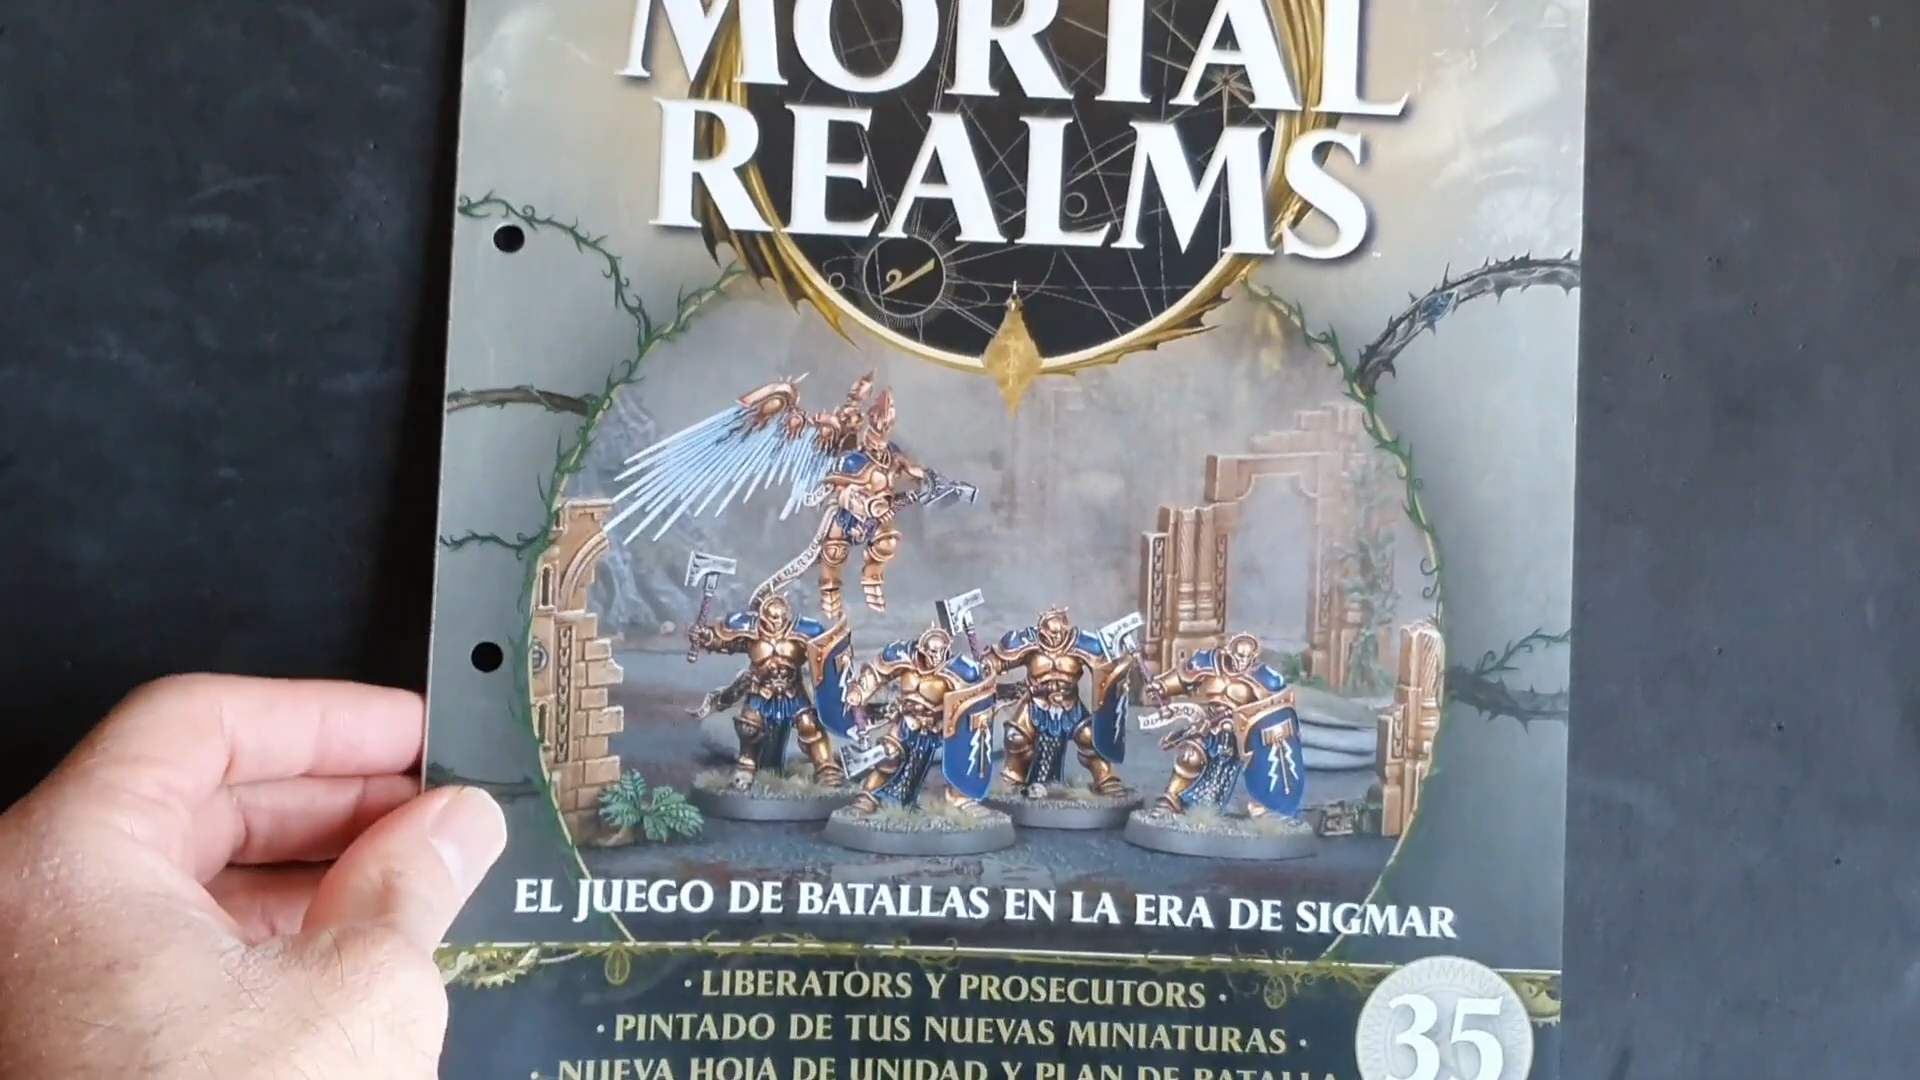 MORTAL
REALMS
EL JUEGO DE BATALLAS EN LA ERA DE SIGMAR
· LIBERATORS Y PROSECUTORS ·
· PINTADO DE TUS NUEVAS MINIATURAS ·
· NUEVA HOJA DE UNIDAD Y PLAN DE BATALLA
35